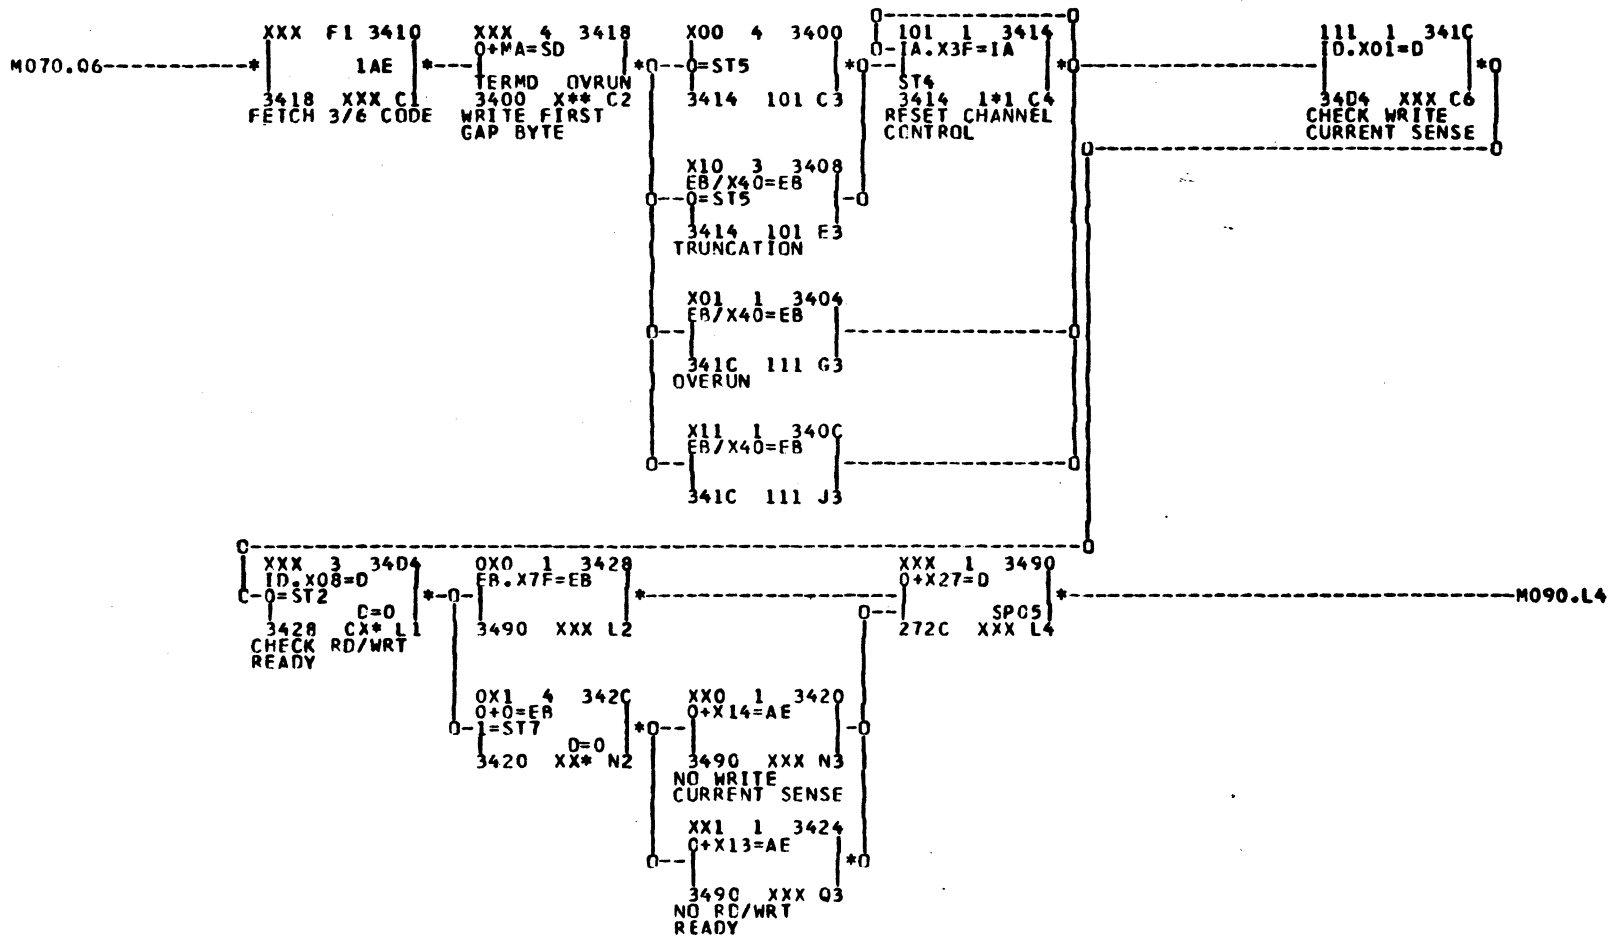 XXX F1 3410
M070.Q6
1AE
3418 XXX C1
FETCH 3/6 CODE
XXX 4 3418
0+MA=SD
TERMD OVRUN
3400 X** C2
WRITE FIRST
GAP BYTE
X00 4 3400
0=ST5
3414 101 C3
101 1 3414
IA.X3F=IA
ST4
3414 1*1 C4
RESET CHANNEL
CONTROL
111 1 341C
ID.X01=D
34D4 XXX C6
CHECK WRITE
CURRENT SENSE
X10 3 3408
EB/X40=EB
0=ST5
3414 101 E3
TRUNCATION
X01 1 3404
EB/X40=EB
341C 111 G3
OVERUN
X11 1 340C
EB/X40=EB
341C 111 J3
XXX 3 34D4
ID.X08=D
0=ST2
D=0
3428 CX* L1
CHECK RD/WRT
READY
0X0 1 3428
EB.X7F=EB
3490 XXX L2
XXX 1 3490
0+X27=D
SP05
272C XXX L4
M090.L4
0X1 4 342C
0+0=EB
1=ST7
D=0
3420 XX* N2
XX0 1 3420
0+X14=AE
3490 XXX N3
NO WRITE
CURRENT SENSE
XX1 1 3424
0+X13=AE
3490 XXX Q3
NO RD/WRT
READY